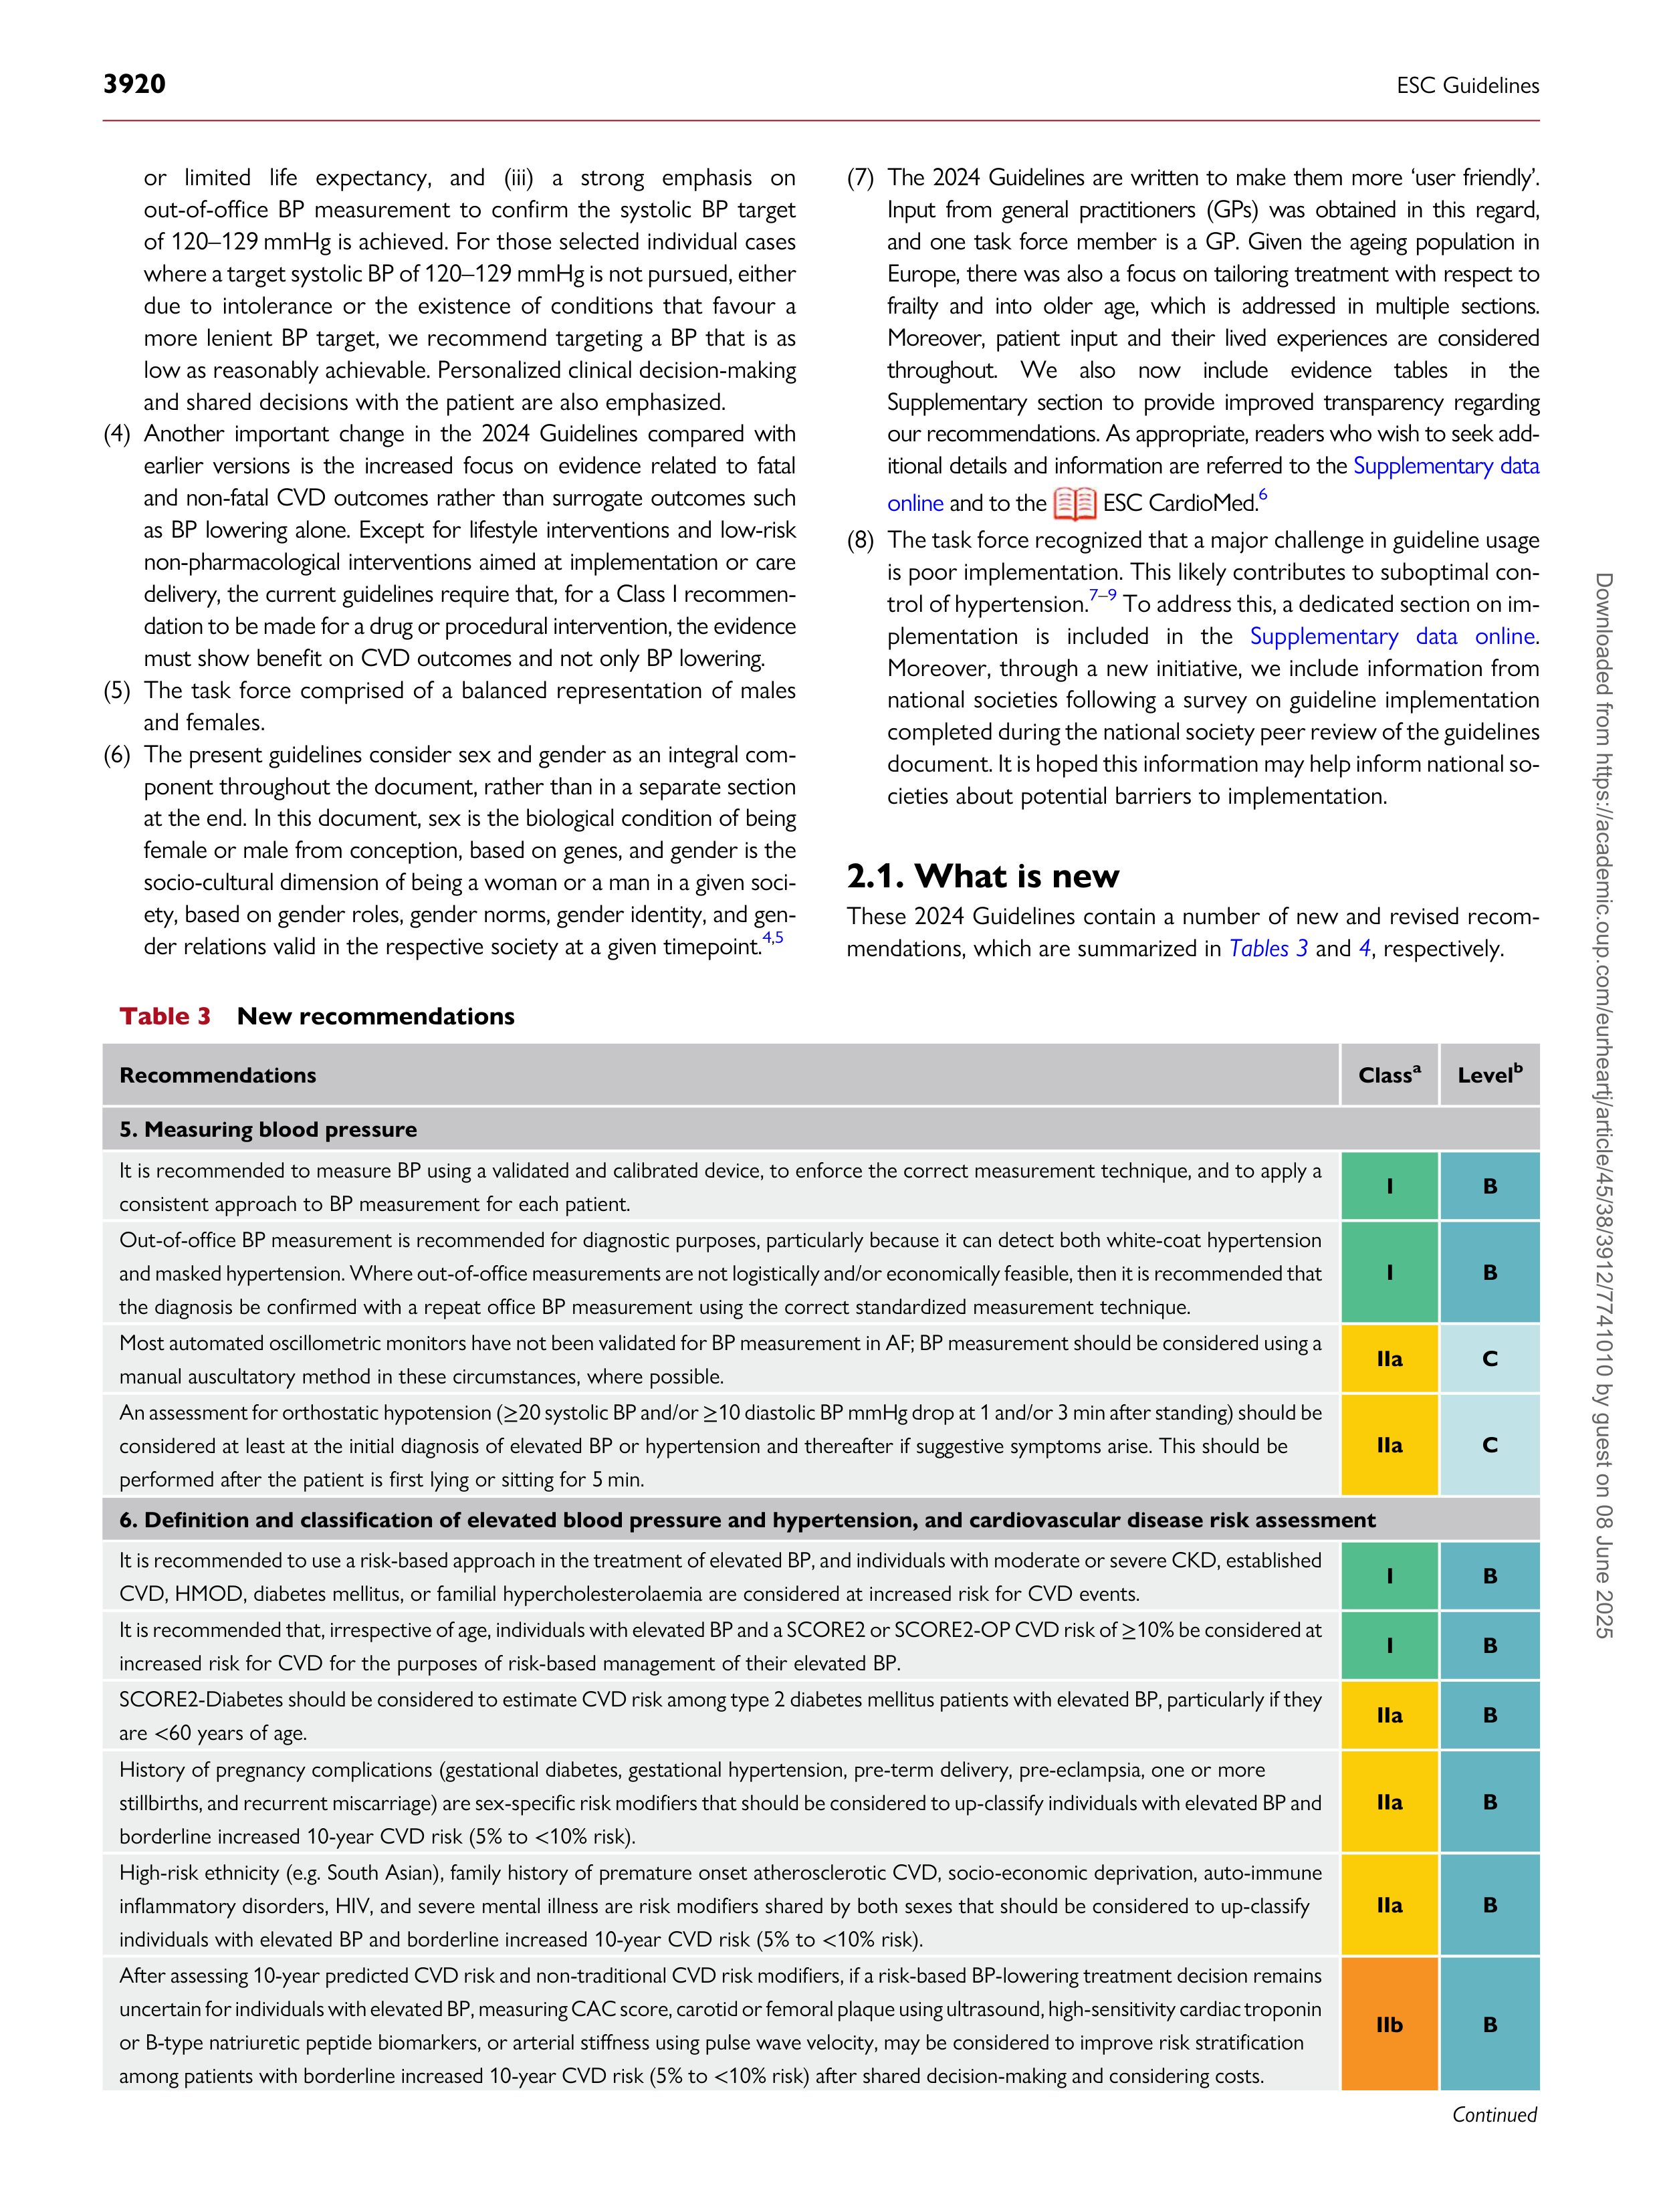 3920
ESC Guidelines
or limited life expectancy, and (iii) a strong emphasis on
out-of-office BP measurement to confirm the systolic BP target
of 120–129 mmHg is achieved. For those selected individual cases
where a target systolic BP of 120–129 mmHg is not pursued, either
due to intolerance or the existence of conditions that favour a
more lenient BP target, we recommend targeting a BP that is as
low as reasonably achievable. Personalized clinical decision-making
and shared decisions with the patient are also emphasized.
(4) Another important change in the 2024 Guidelines compared with
earlier versions is the increased focus on evidence related to fatal
and non-fatal CVD outcomes rather than surrogate outcomes such
as BP lowering alone. Except for lifestyle interventions and low-risk
non-pharmacological interventions aimed at implementation or care
delivery, the current guidelines require that, for a Class I recommen-
dation to be made for a drug or procedural intervention, the evidence
must show benefit on CVD outcomes and not only BP lowering.
(5) The task force comprised of a balanced representation of males
and females.
(6) The present guidelines consider sex and gender as an integral com-
ponent throughout the document, rather than in a separate section
at the end. In this document, sex is the biological condition of being
female or male from conception, based on genes, and gender is the
socio-cultural dimension of being a woman or a man in a given soci-
ety, based on gender roles, gender norms, gender identity, and gen-
der relations valid in the respective society at a given timepoint.4,5
(7) The 2024 Guidelines are written to make them more ‘user friendly’.
Input from general practitioners (GPs) was obtained in this regard,
and one task force member is a GP. Given the ageing population in
Europe, there was also a focus on tailoring treatment with respect to
frailty and into older age, which is addressed in multiple sections.
Moreover, patient input and their lived experiences are considered
throughout. We also now include evidence tables in the
Supplementary section to provide improved transparency regarding
our recommendations. As appropriate, readers who wish to seek add-
itional details and information are referred to the Supplementary data
online and to the ESC CardioMed.6
(8) The task force recognized that a major challenge in guideline usage
is poor implementation. This likely contributes to suboptimal con-
trol of hypertension.7–9 To address this, a dedicated section on im-
plementation is included in the Supplementary data online.
Moreover, through a new initiative, we include information from
national societies following a survey on guideline implementation
completed during the national society peer review of the guidelines
document. It is hoped this information may help inform national so-
cieties about potential barriers to implementation.
2.1. What is new
These 2024 Guidelines contain a number of new and revised recom-
mendations, which are summarized in Tables 3 and 4, respectively.
Table 3 New recommendations
Recommendations Classa Levelb
5. Measuring blood pressure
It is recommended to measure BP using a validated and calibrated device, to enforce the correct measurement technique, and to apply a
consistent approach to BP measurement for each patient.
I B
Out-of-office BP measurement is recommended for diagnostic purposes, particularly because it can detect both white-coat hypertension
and masked hypertension. Where out-of-office measurements are not logistically and/or economically feasible, then it is recommended that
the diagnosis be confirmed with a repeat office BP measurement using the correct standardized measurement technique.
I B
Most automated oscillometric monitors have not been validated for BP measurement in AF; BP measurement should be considered using a
manual auscultatory method in these circumstances, where possible.
IIa C
An assessment for orthostatic hypotension (≥20 systolic BP and/or ≥10 diastolic BP mmHg drop at 1 and/or 3 min after standing) should be
considered at least at the initial diagnosis of elevated BP or hypertension and thereafter if suggestive symptoms arise. This should be
performed after the patient is first lying or sitting for 5 min.
IIa C
6. Definition and classification of elevated blood pressure and hypertension, and cardiovascular disease risk assessment
It is recommended to use a risk-based approach in the treatment of elevated BP, and individuals with moderate or severe CKD, established
CVD, HMOD, diabetes mellitus, or familial hypercholesterolaemia are considered at increased risk for CVD events.
I B
It is recommended that, irrespective of age, individuals with elevated BP and a SCORE2 or SCORE2-OP CVD risk of ≥10% be considered at
increased risk for CVD for the purposes of risk-based management of their elevated BP.
I B
SCORE2-Diabetes should be considered to estimate CVD risk among type 2 diabetes mellitus patients with elevated BP, particularly if they
are <60 years of age.
IIa B
History of pregnancy complications (gestational diabetes, gestational hypertension, pre-term delivery, pre-eclampsia, one or more
stillbirths, and recurrent miscarriage) are sex-specific risk modifiers that should be considered to up-classify individuals with elevated BP and
borderline increased 10-year CVD risk (5% to <10% risk).
IIa B
High-risk ethnicity (e.g. South Asian), family history of premature onset atherosclerotic CVD, socio-economic deprivation, auto-immune
inflammatory disorders, HIV, and severe mental illness are risk modifiers shared by both sexes that should be considered to up-classify
individuals with elevated BP and borderline increased 10-year CVD risk (5% to <10% risk).
IIa B
After assessing 10-year predicted CVD risk and non-traditional CVD risk modifiers, if a risk-based BP-lowering treatment decision remains
uncertain for individuals with elevated BP, measuring CAC score, carotid or femoral plaque using ultrasound, high-sensitivity cardiac troponin
or B-type natriuretic peptide biomarkers, or arterial stiffness using pulse wave velocity, may be considered to improve risk stratification
among patients with borderline increased 10-year CVD risk (5% to <10% risk) after shared decision-making and considering costs.
IIb B
Continued
Downloaded from https://academic.oup.com/eurheartj/article/45/38/3912/7741010 by guest on 08 June 2025